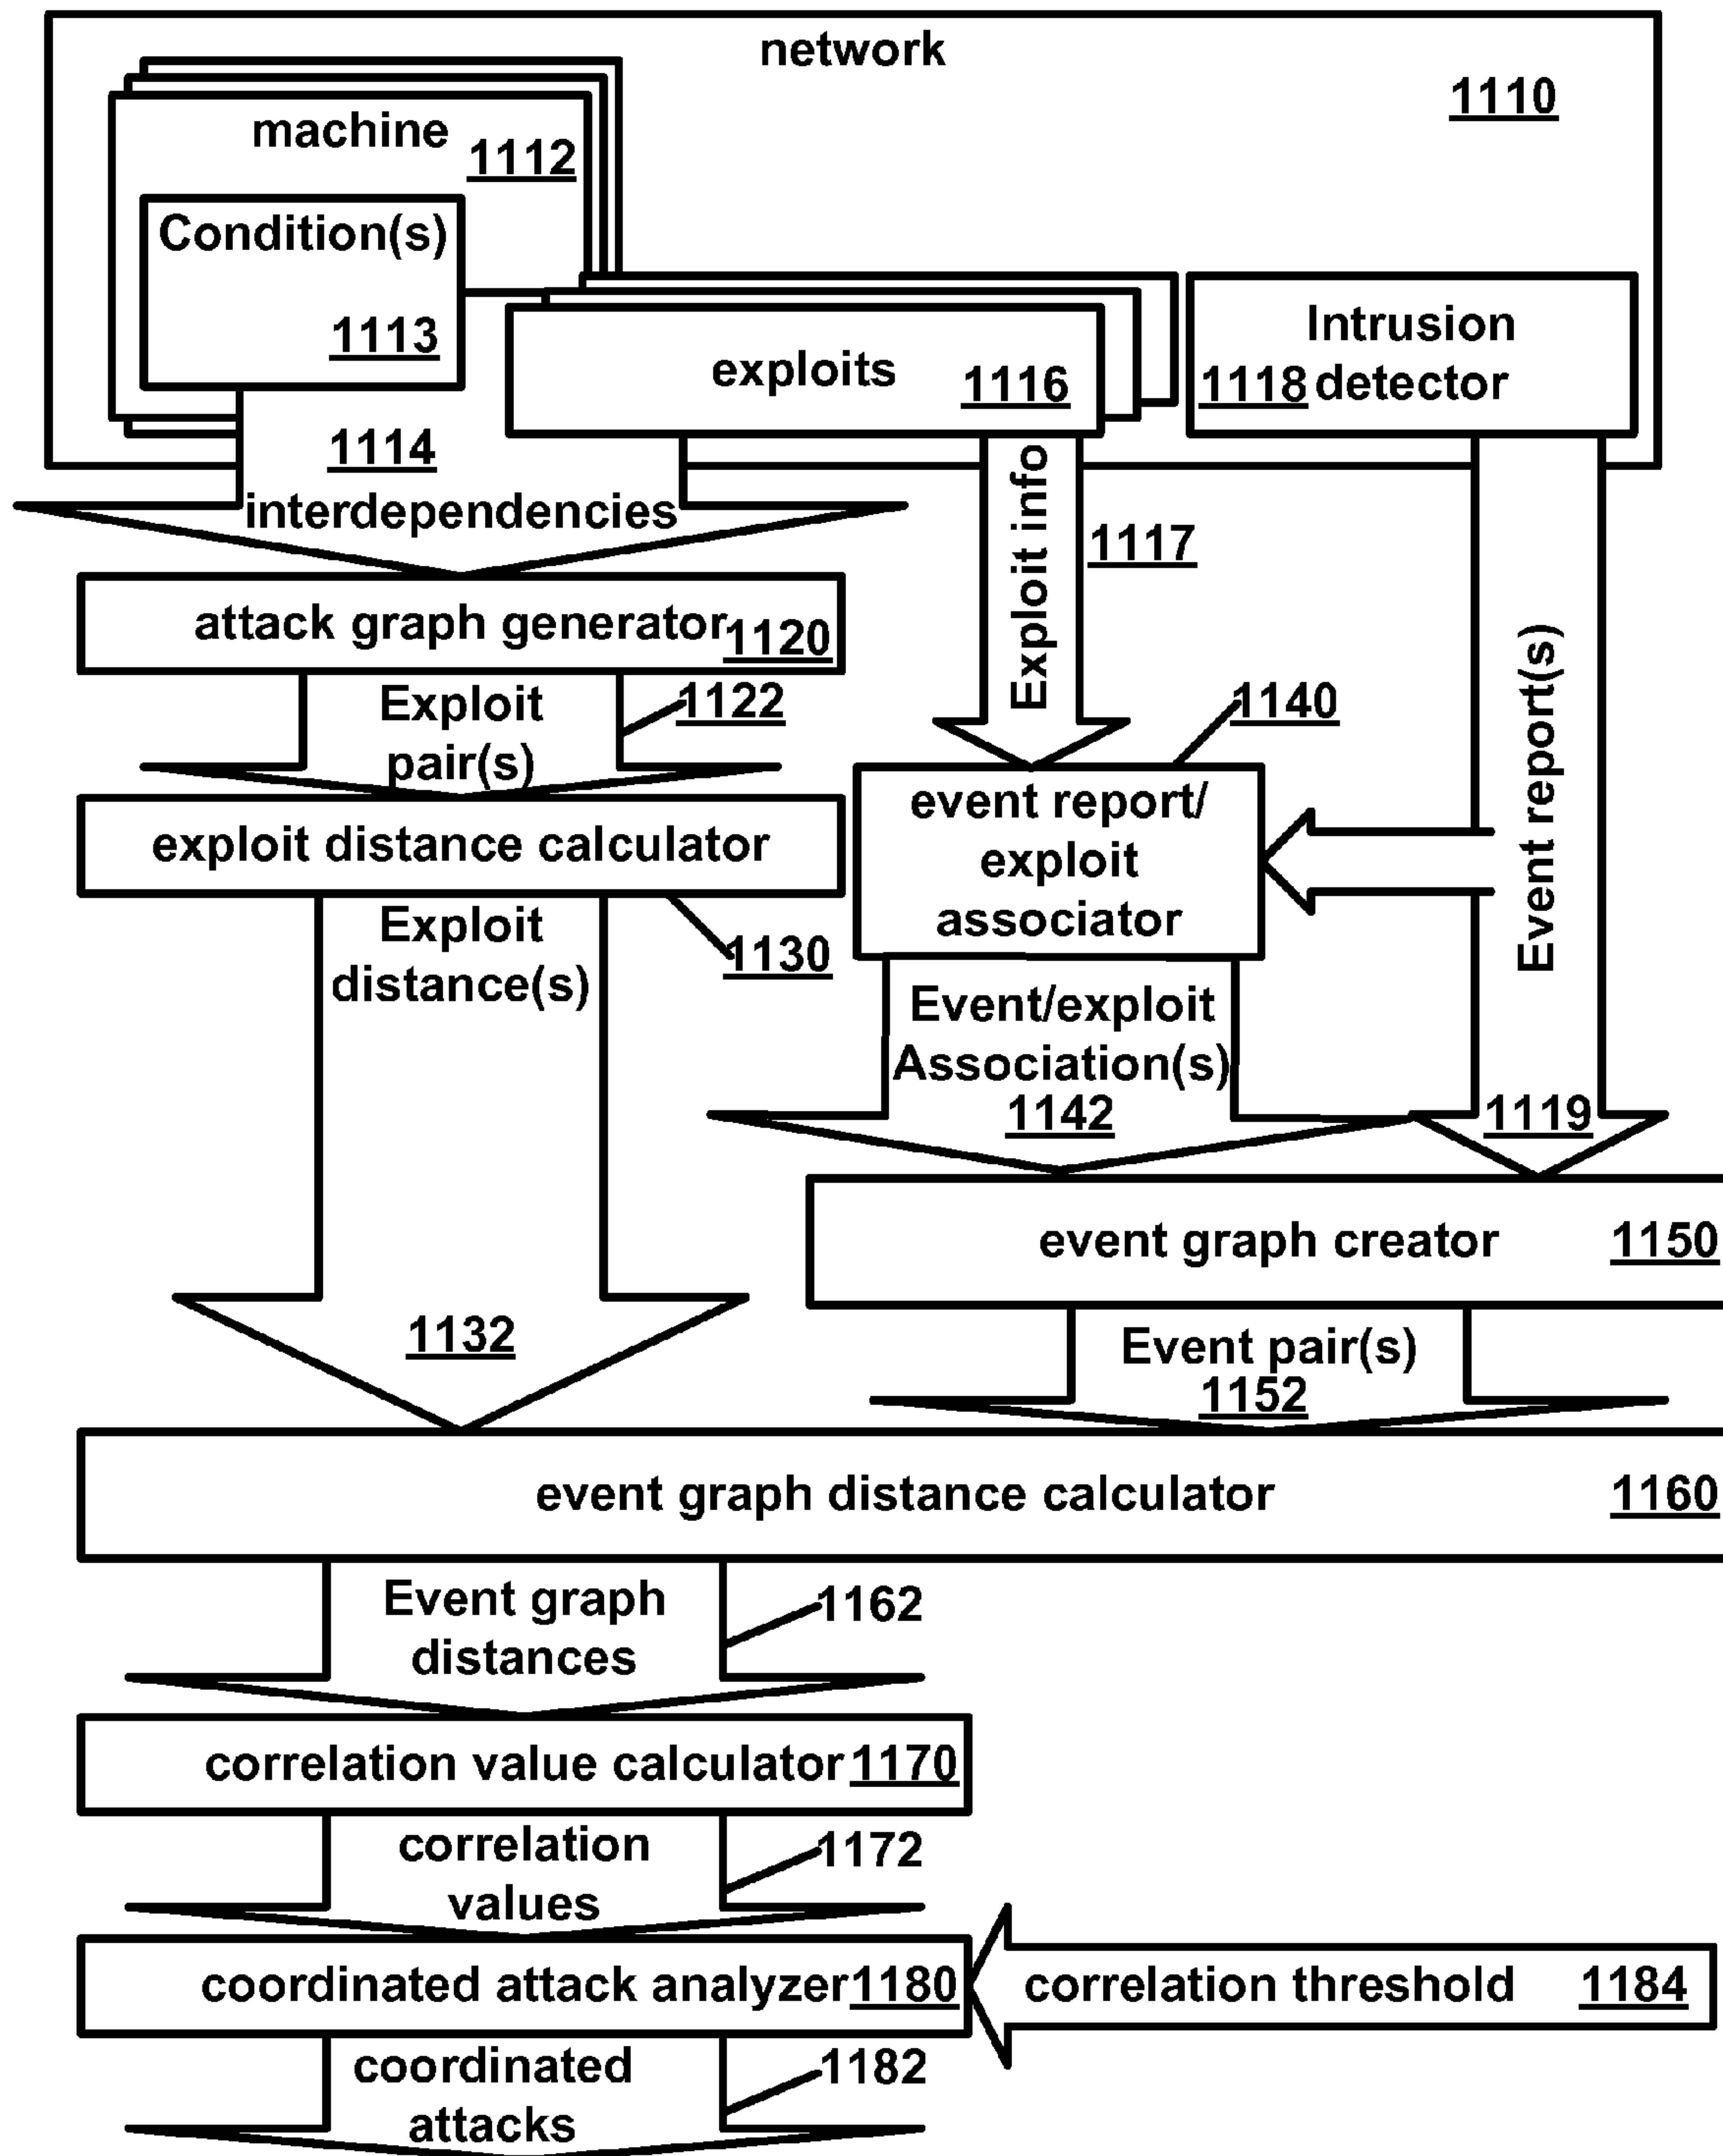 network
1110
machine
1112
Condition(s)
1113
exploits
1116
Intrusion
1118 detector
1114
interdependencies
Exploit info
1117
attack graph generator 1120
Exploit
pair(s)
1122
1140
Event report(s)
exploit distance calculator
1130
event report/
exploit
associator
Exploit
distance(s)
Event/exploit
Association(s)
1142
1119
event graph creator 1150
1132
Event pair(s)
1152
event graph distance calculator 1160
Event graph
distances
1162
correlation value calculator 1170
correlation
values
1172
coordinated attack analyzer 1180
correlation threshold 1184
coordinated
attacks
1182